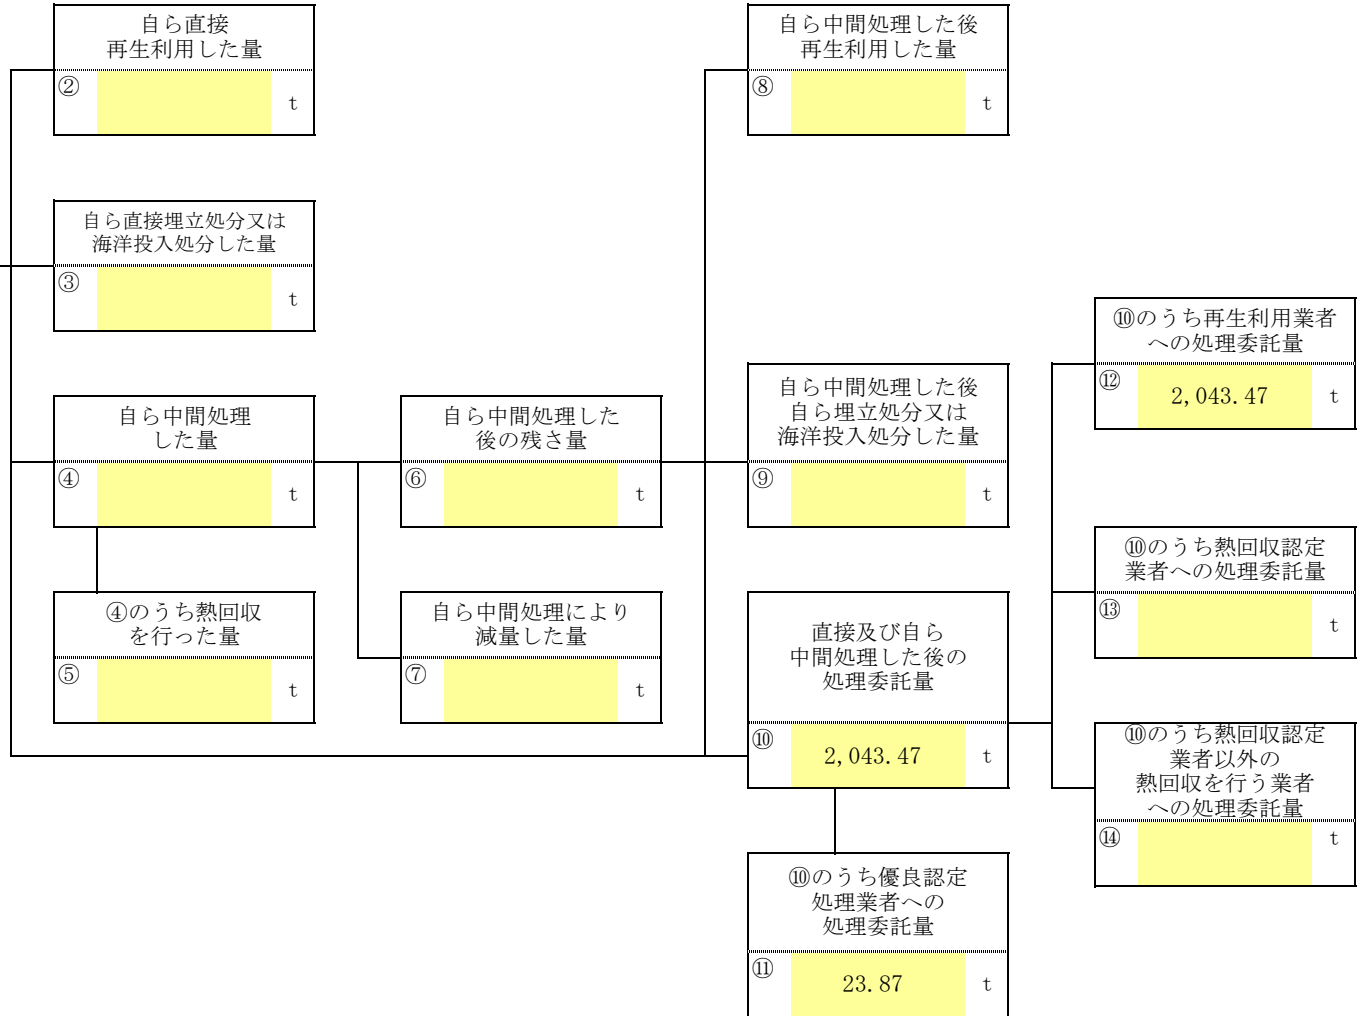 自ら直接
再生利用した量
②
t
自ら中間処理した後
再生利用した量
⑧
t
自ら直接埋立処分又は
海洋投入処分した量
③
t
⑩のうち再生利用業者
への処理委託量
⑫ 2,043.47 t
自ら中間処理
した量
④
t
自ら中間処理した
後の残さ量
⑥
t
自ら中間処理した後
自ら埋立処分又は
海洋投入処分した量
⑨
t
⑩のうち熱回収認定
業者への処理委託量
⑬
t
④のうち熱回収
を行った量
⑤
t
自ら中間処理により
減量した量
⑦
t
直接及び自ら
中間処理した後の
処理委託量
⑩ 2,043.47 t
⑩のうち熱回収認定
業者以外の
熱回収を行う業者
への処理委託量
⑭
t
⑩のうち優良認定
処理業者への
処理委託量
⑪ 23.87 t